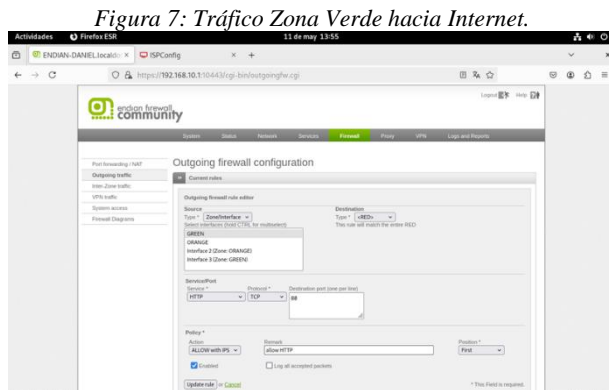 Figura 7: Tráfico Zona Verde hacia Internet.
Actividades Firefox ESR 11 de may 13:55
ENDIAN-DANIEL.localdo × ISPConfig × +
https://192.168.10.1:10443/cgi-bin/outgoingfw.cgi
Logout Help
endian firewall
community
System Status Network Services Firewall Proxy VPN Logs and Reports
Port forwarding / NAT
Outgoing traffic
Inter-Zone traffic
VPN traffic
System access
Firewall Diagrams
Outgoing firewall configuration
Current rules
Outgoing firewall rule editor
Source Destination
Type * Zone/Interface Type * <RED>
Select interfaces (hold CTRL for multiselect) This rule will match the entire RED
GREEN
ORANGE
Interface 2 (Zone: ORANGE)
Interface 3 (Zone: GREEN)
Service/Port
Service * Protocol * Destination port (one per line)
HTTP TCP 80
Policy *
Action Remark Position *
ALLOW with IPS allow HTTP First
Enabled Log all accepted packets
Update rule or Cancel * This Field is required.